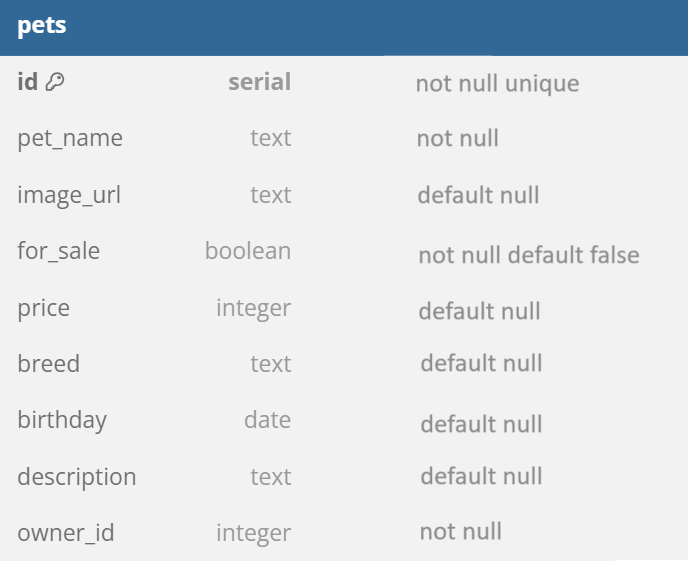 pets
id serial not null unique
pet_name text not null
image_url text default null
for_sale boolean not null default false
price integer default null
breed text default null
birthday date default null
description text default null
owner_id integer not null